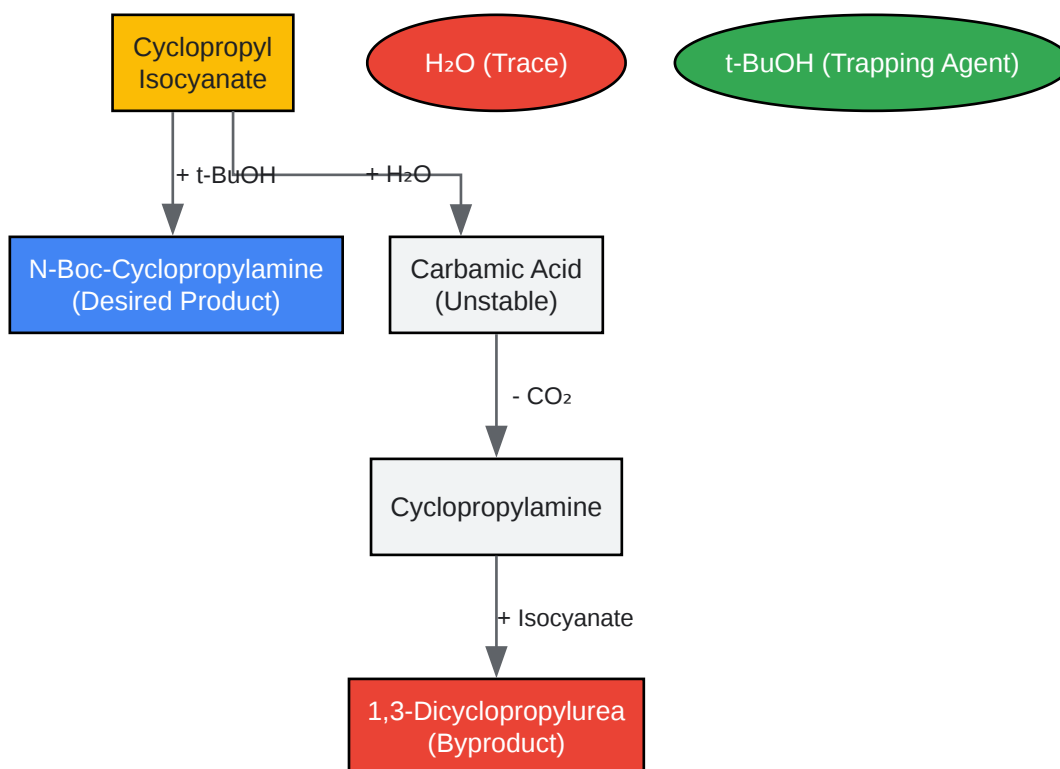 Cyclopropyl
Isocyanate
H₂O (Trace)
t-BuOH (Trapping Agent)
+ t-BuOH
+ H₂O
N-Boc-Cyclopropylamine
(Desired Product)
Carbamic Acid
(Unstable)
- CO₂
Cyclopropylamine
+ Isocyanate
1,3-Dicyclopropylurea
(Byproduct)